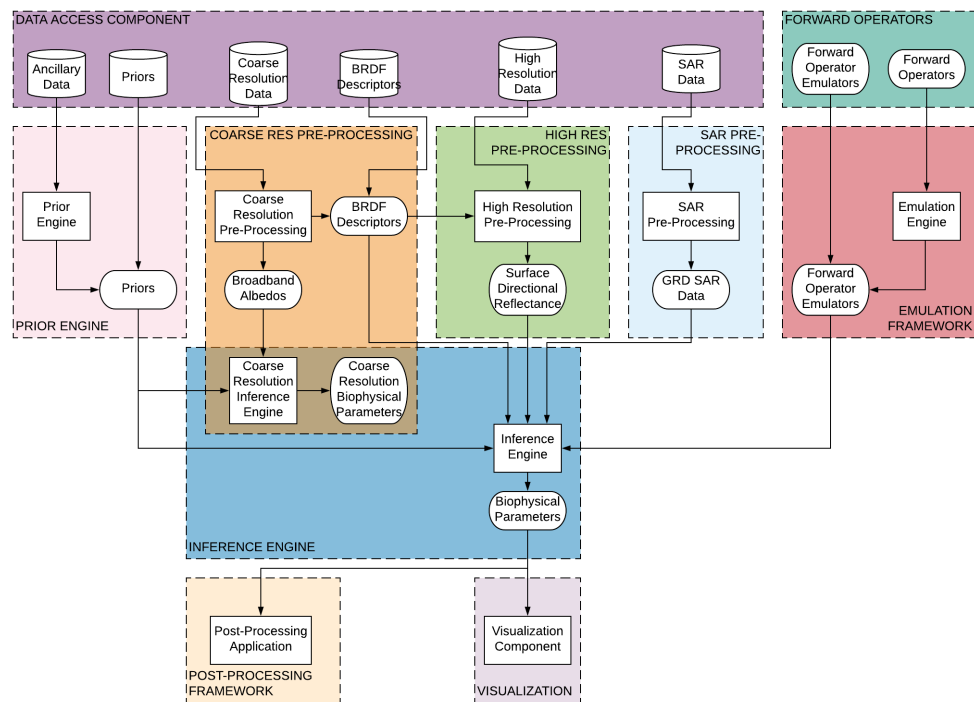 DATA ACCESS COMPONENT
Ancillary
Data
Priors
Coarse
Resolution
Data
BRDF
Descriptors
High
Resolution
Data
SAR
Data
FORWARD OPERATORS
Forward
Operator
Emulators
Forward
Operators
PRIOR ENGINE
Prior
Engine
Priors
COARSE RES PRE-PROCESSING
Coarse
Resolution
Pre-Processing
BRDF
Descriptors
Broadband
Albedos
HIGH RES
PRE-PROCESSING
High Resolution
Pre-Processing
Surface
Directional
Reflectance
SAR PRE-
PROCESSING
SAR
Pre-Processing
GRD SAR
Data
Emulation
Engine
Forward
Operator
Emulators
EMULATION
FRAMEWORK
Coarse
Resolution
Inference
Engine
Coarse
Resolution
Biophysical
Parameters
Inference
Engine
Biophysical
Parameters
INFERENCE ENGINE
Post-Processing
Application
POST-PROCESSING
FRAMEWORK
Visualization
Component
VISUALIZATION